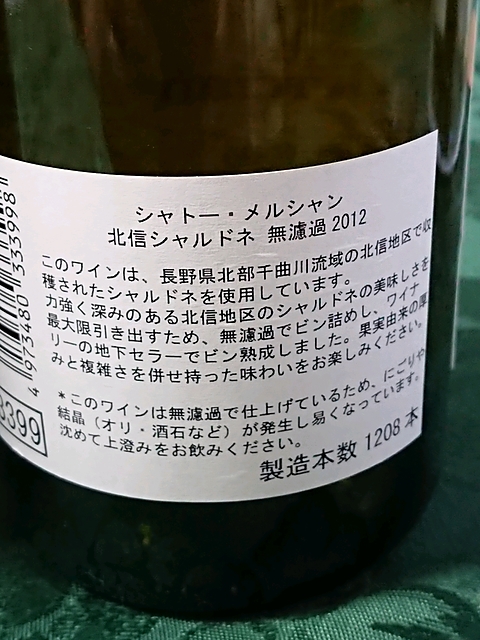 シャトー・メルシャン
北信シャルドネ 無濾過 2012
このワインは、長野県北部千曲川流域の北信地区で収
穫されたシャルドネを使用しています。
力強く深みのある北信地区のシャルドネの美味しさを
最大限引き出すため、無濾過でビン詰めし、ワイナ
リーの地下セラーでビン熟成しました。果実由来の厚
みと複雑さを併せ持った味わいをお楽しみください。
*このワインは無濾過で仕上げているため、にごりや
結晶（オリ・酒石など）が発生し易くなっています。
沈めて上澄みをお飲みください。
製造本数 1208 本
4 973480 333998
3399